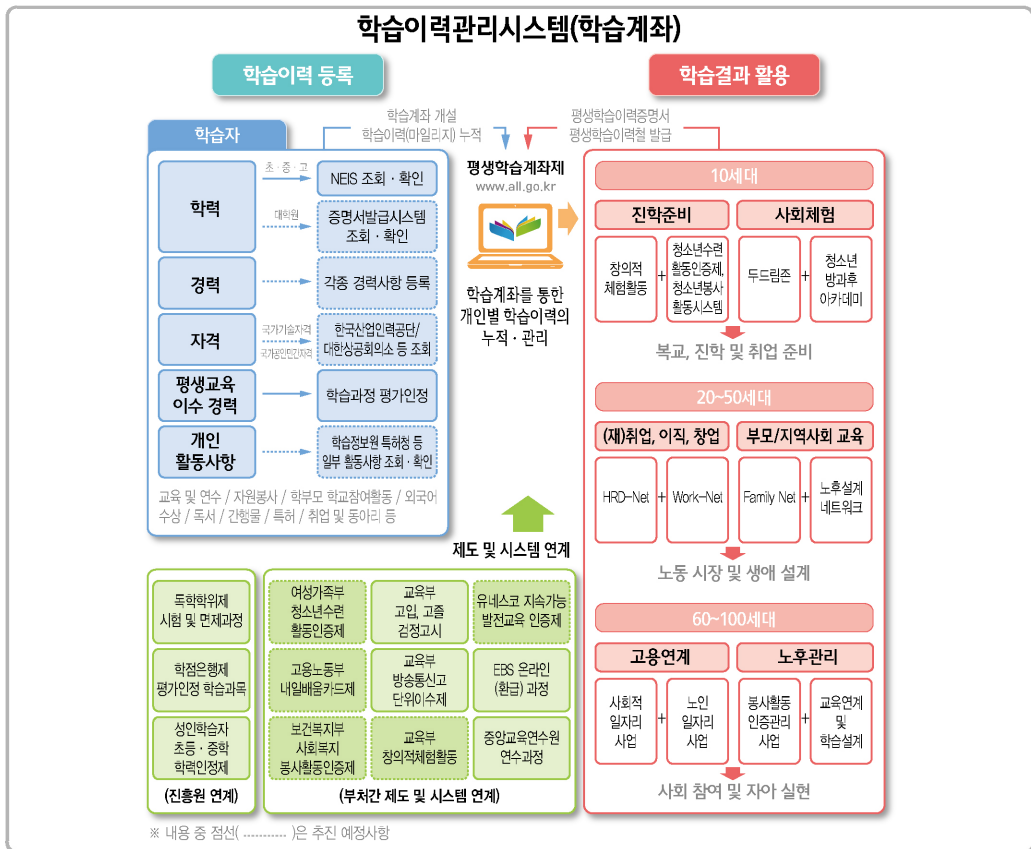 학습이력관리시스템(학습계좌)
학습이력 등록
학습결과 활용
학습계좌 개설
학습이력(마일리지) 누적
평생학습이력증명서
평생학습이력철 발급
학습자
학력
초·중·고
NEIS 조회·확인
대학원
증명서발급시스템
조회·확인
경력
각종 경력사항 등록
자격
국가기술자격
국가공인민간자격
한국산업인력공단/
대한상공회의소 등 조회
평생교육
이수 경력
학습과정 평가인정
개인
활동사항
학습정보원 특허청 등
일부 활동사항 조회·확인
교육 및 연수 / 자원봉사 / 학부모 학교참여활동 / 외국어
수상 / 독서 / 간행물 / 특허 / 취업 및 동아리 등
평생학습계좌제
www.all.go.kr
학습계좌를 통한
개인별 학습이력의
누적·관리
제도 및 시스템 연계
10세대
진학준비
사회체험
창의적
체험활동
+
청소년수련
활동인증제,
청소년봉사
활동시스템
두드림존
+
청소년
방과후
아카데미
복교, 진학 및 취업 준비
20~50세대
(재)취업, 이직, 창업
부모/지역사회 교육
HRD-Net
+
Work-Net
Family Net
+
노후설계
네트워크
노동 시장 및 생애 설계
60~100세대
고용연계
노후관리
사회적
일자리
사업
+
노인
일자리
사업
봉사활동
인증관리
사업
+
교육연계
및
학습설계
사회 참여 및 자아 실현
독학학위제
시험 및 면제과정
학점은행제
평가인정 학습과목
성인학습자
초등·중학
학력인정제
(진흥원 연계)
여성가족부
청소년수련
활동인증제
교육부
고입, 고졸
검정고시
유네스코 지속가능
발전교육 인증제
고용노동부
내일배움카드제
교육부
방송통신고
단위이수제
EBS 온라인
(환급) 과정
보건복지부
사회복지
봉사활동인증제
교육부
창의적체험활동
중앙교육연수원
연수과정
(부처간 제도 및 시스템 연계)
※ 내용 중 점선( ........... )은 추진 예정사항